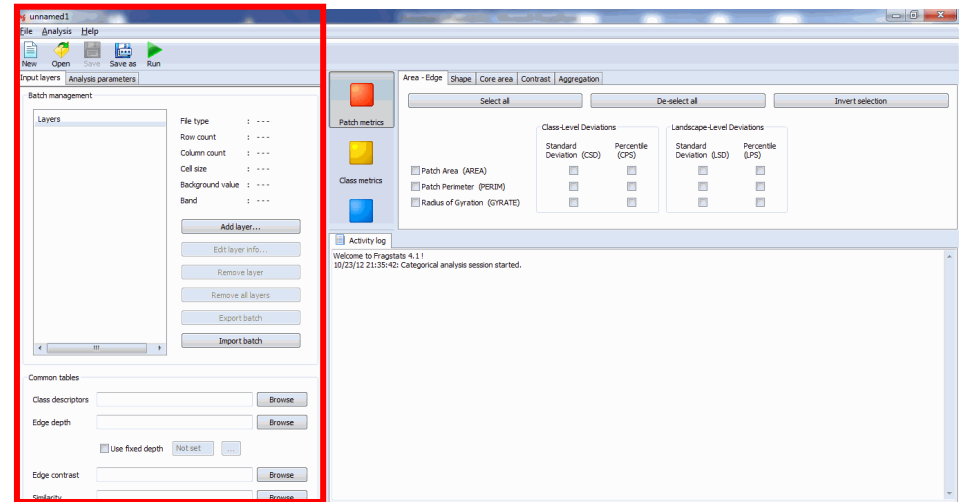 unnamed1
File Analysis Help
New Open Save Save as Run
Input layers Analysis parameters
Batch management
Layers
File type : ---
Row count : ---
Column count : ---
Cell size : ---
Background value : ---
Band : ---
Add layer...
Edit layer info...
Remove layer
Remove all layers
Export batch
Import batch
Common tables
Class descriptors Browse
Edge depth Browse
Use fixed depth Not set ...
Edge contrast Browse
Similarity Browse
Patch metrics
Class metrics
Area - Edge Shape Core area Contrast Aggregation
Select all De-select all Invert selection
Class-Level Deviations Landscape-Level Deviations
Standard Percentile Standard Percentile
Deviation (CSD) (CPS) Deviation (LSD) (LPS)
Patch Area (AREA)
Patch Perimeter (PERIM)
Radius of Gyration (GYRATE)
Activity log
Welcome to Fragstats 4.1!
10/23/12 21:35:42: Categorical analysis session started.